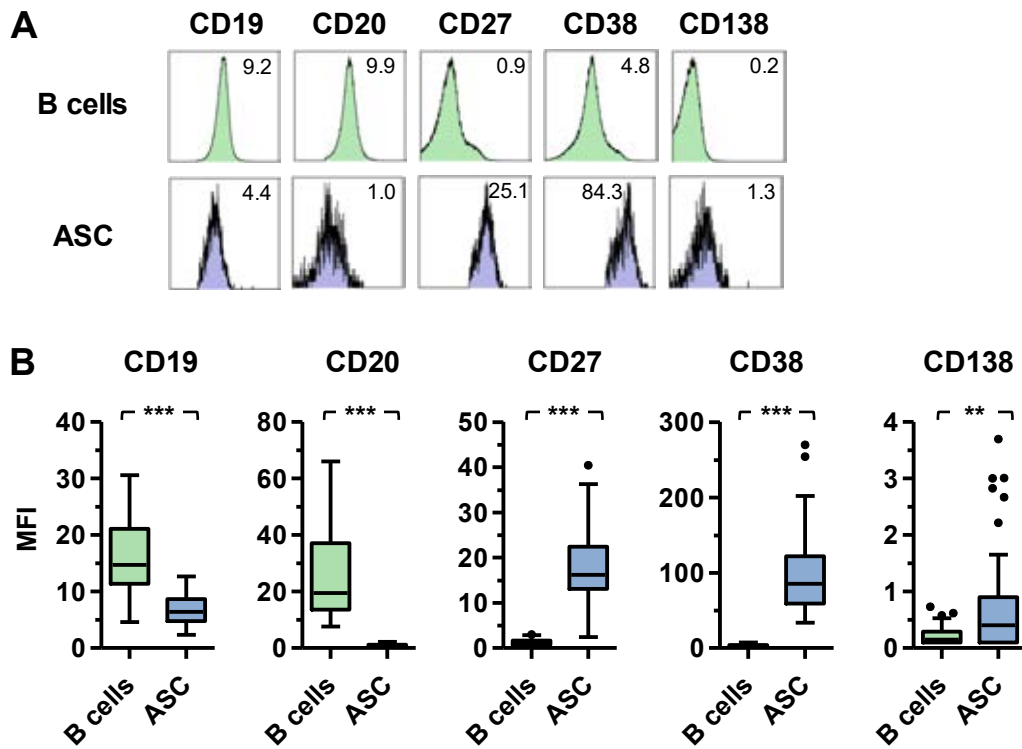 A
CD19 CD20 CD27 CD38 CD138
B cells 9.2 9.9 0.9 4.8 0.2
ASC 4.4 1.0 25.1 84.3 1.3
B
CD19 CD20 CD27 CD38 CD138
*** *** *** *** **
MFI
40
30
20
10
0
B cells ASC
80
60
40
20
0
B cells ASC
50
40
30
20
10
0
B cells ASC
300
200
100
0
B cells ASC
4
3
2
1
0
B cells ASC